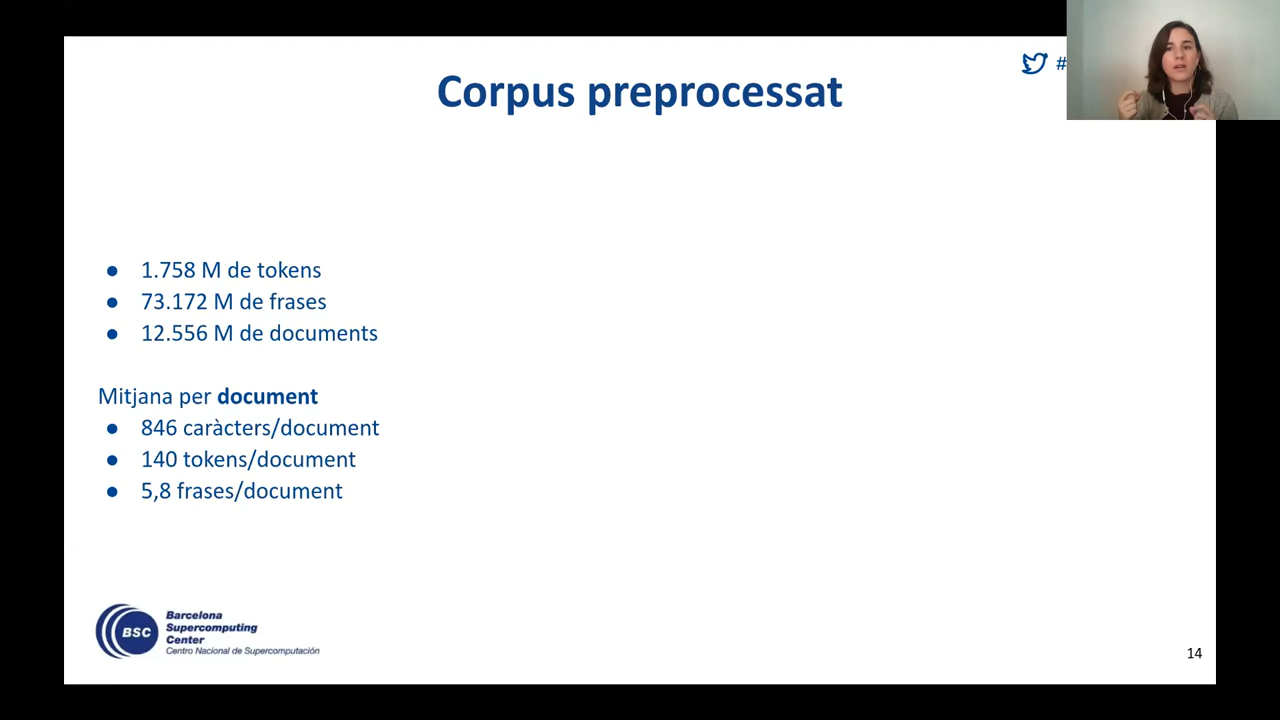 #
Corpus preprocessat
● 1.758 M de tokens
● 73.172 M de frases
● 12.556 M de documents
Mitjana per document
● 846 caràcters/document
● 140 tokens/document
● 5,8 frases/document
BSC
Barcelona
Supercomputing
Center
Centro Nacional de Supercomputación
14